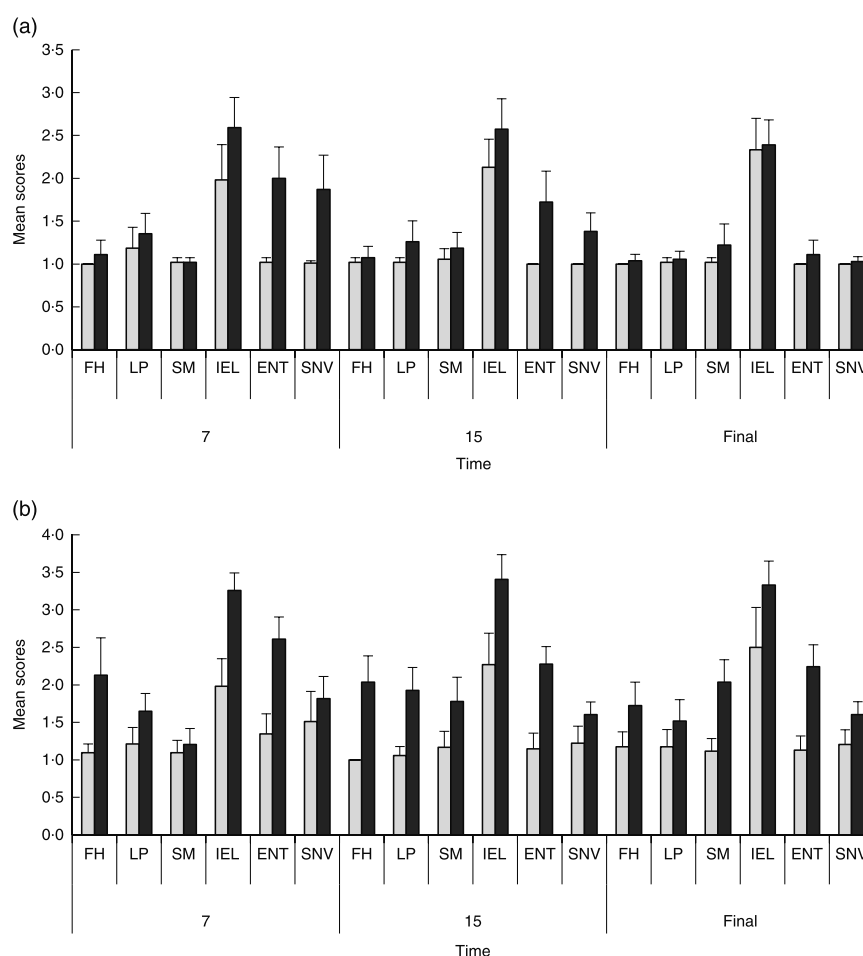 (a)
3·5
3·0
2·5
2·0
1·5
1·0
0·5
0·0
Mean scores
FH LP SM IEL ENT SNV FH LP SM IEL ENT SNV FH LP SM IEL ENT SNV
7 15 Final
Time
(b)
4·0
3·5
3·0
2·5
2·0
1·5
1·0
0·5
0·0
Mean scores
FH LP SM IEL ENT SNV FH LP SM IEL ENT SNV FH LP SM IEL ENT SNV
7 15 Final
Time